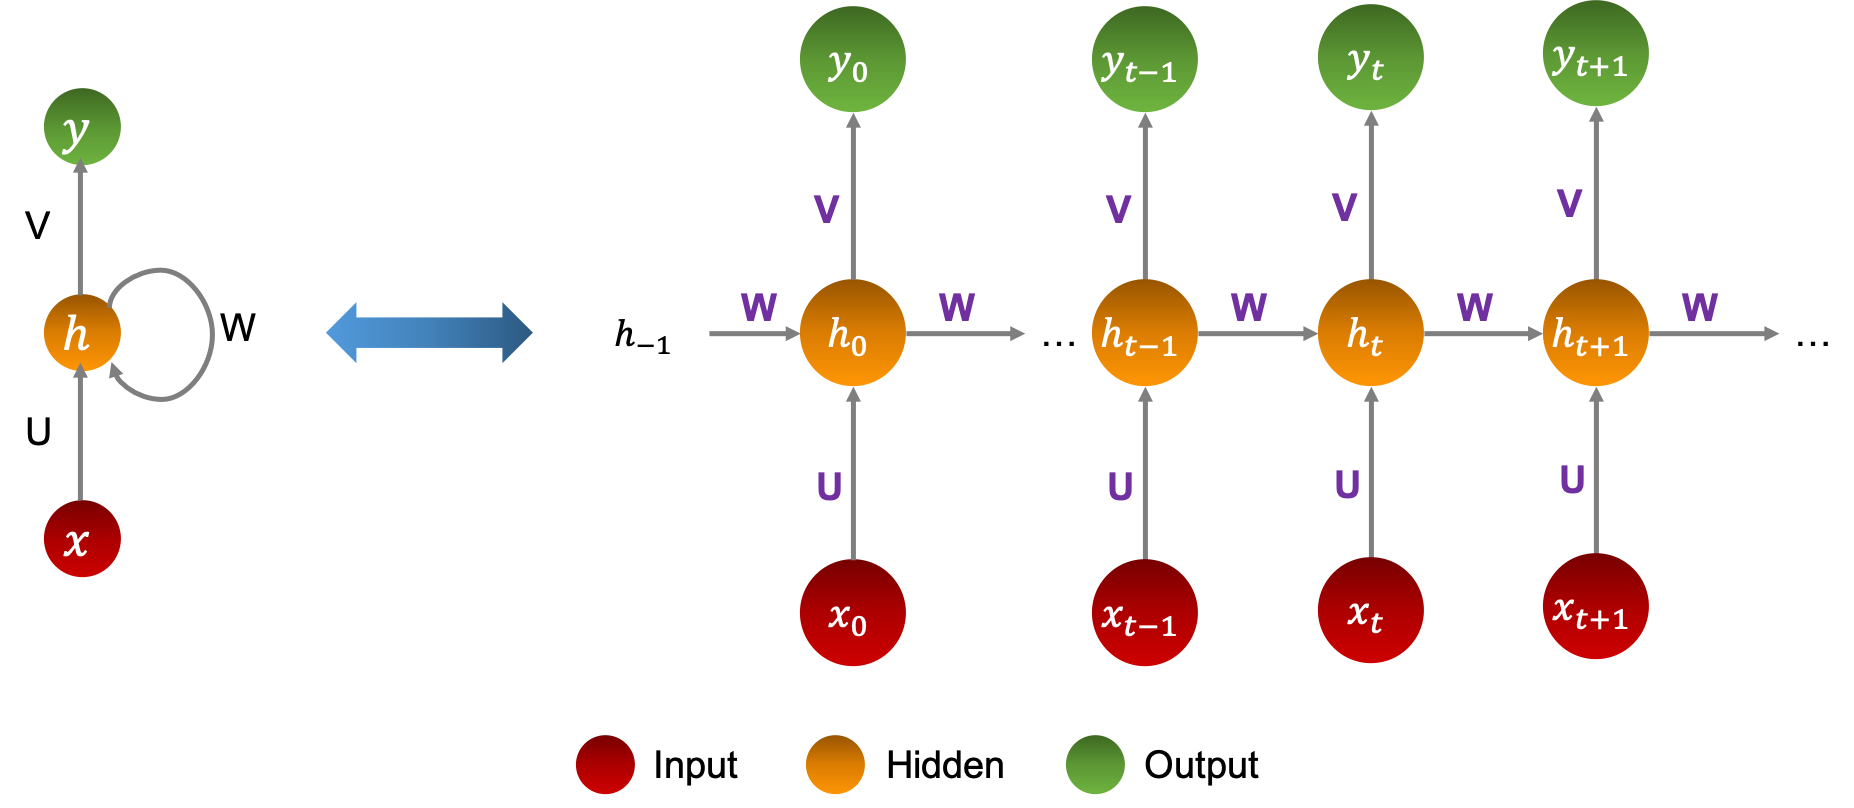 y
V
h
W
U
x
y₀ yₜ₋₁ yₜ yₜ₊₁
V V V V
W W W W W
h₋₁ h₀ ... hₜ₋₁ hₜ hₜ₊₁ ...
U U U U
x₀ xₜ₋₁ xₜ xₜ₊₁
Input Hidden Output